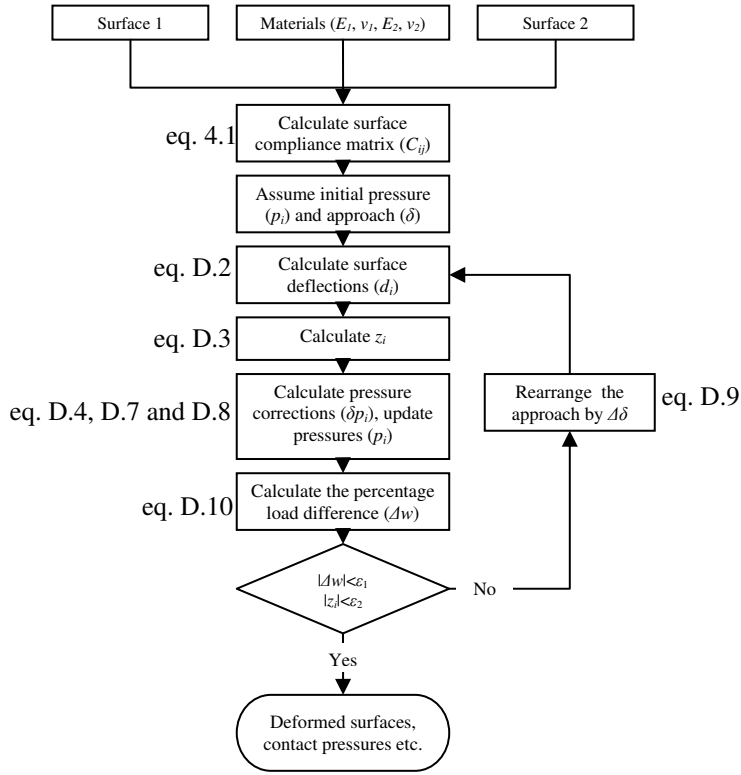 Surface 1
Materials (E1, v1, E2, v2)
Surface 2
eq. 4.1
Calculate surface
compliance matrix (Cij)
Assume initial pressure
(pi) and approach (δ)
eq. D.2
Calculate surface
deflections (di)
eq. D.3
Calculate zi
eq. D.4, D.7 and D.8
Calculate pressure
corrections (δpi), update
pressures (pi)
Rearrange the
approach by Δδ
eq. D.9
eq. D.10
Calculate the percentage
load difference (Δw)
|Δw|<ε1
|zi|<ε2
No
Yes
Deformed surfaces,
contact pressures etc.